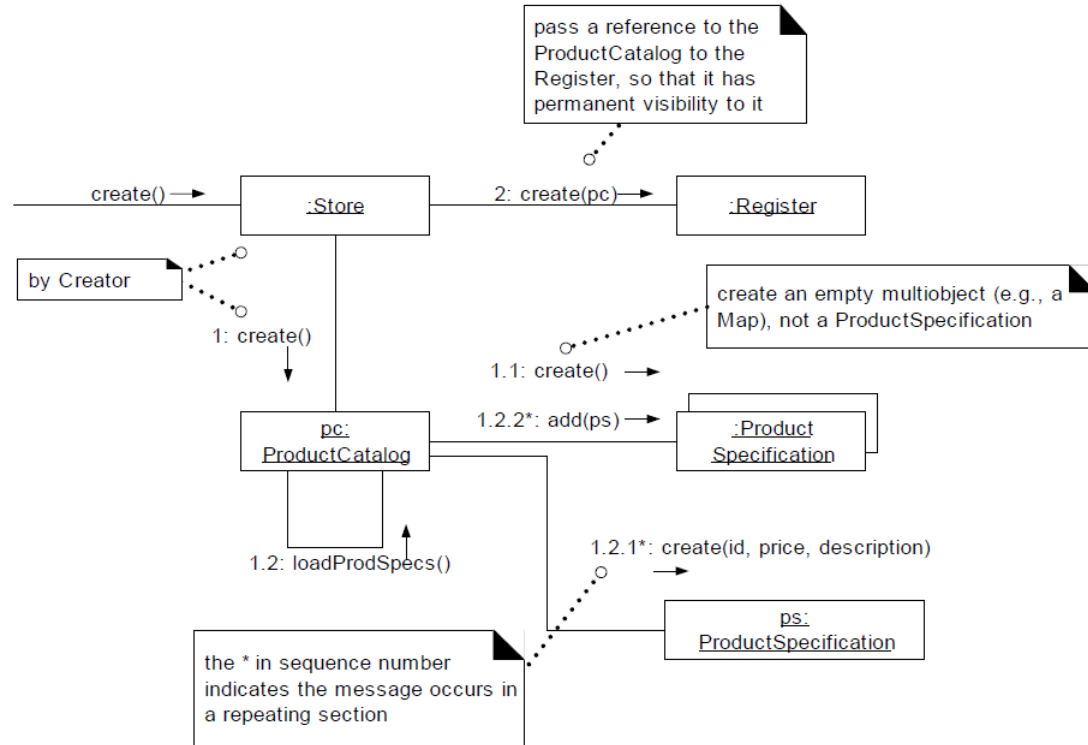 pass a reference to the
ProductCatalog to the
Register, so that it has
permanent visibility to it
create()
:Store
2: create(pc)
:Register
by Creator
create an empty multiobject (e.g., a
Map), not a ProductSpecification
1: create()
1.1: create()
pc:
ProductCatalog
1.2.2*: add(ps)
:Product
Specification
1.2: loadProdSpecs()
1.2.1*: create(id, price, description)
ps:
ProductSpecification
the * in sequence number
indicates the message occurs in
a repeating section